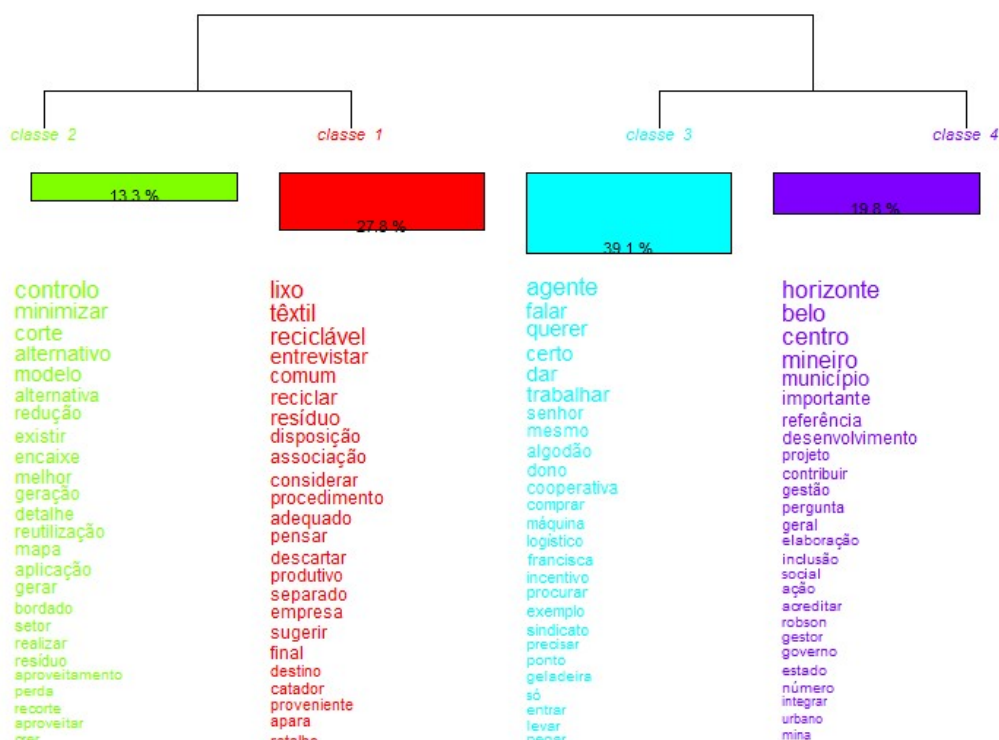 classe 2
classe 1
classe 3
classe 4
13.3 %
27.8 %
39.1 %
19.8 %
controlo
minimizar
corte
alternativo
modelo
alternativa
redução
existir
encaixe
melhor
geração
detalhe
reutilização
mapa
aplicação
gerar
bordado
setor
realizar
resíduo
aproveitamento
perda
recorte
aproveitar
lixo
têxtil
reciclável
entrevistar
comum
reciclar
resíduo
disposição
associação
considerar
procedimento
adequado
pensar
descartar
produtivo
separado
empresa
sugerir
final
destino
catador
proveniente
apara
retalho
agente
falar
querer
certo
dar
trabalhar
senhor
mesmo
algodão
dono
cooperativa
comprar
máquina
logístico
francisca
incentivo
procurar
exemplo
sindicato
precisar
ponto
geladeira
só
entrar
levar
horizonte
belo
centro
mineiro
município
importante
referência
desenvolvimento
projeto
contribuir
gestão
pergunta
geral
elaboração
inclusão
social
ação
acreditar
robson
gestor
governo
estado
número
integrar
urbano
mina